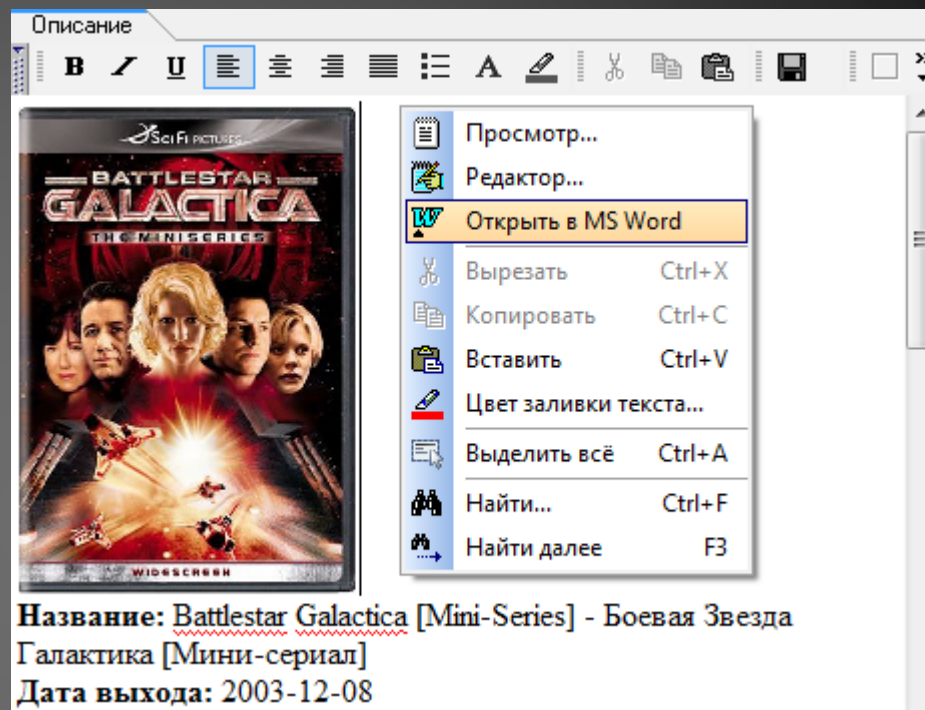 Описание
B I U A
SCI FI PICTURES
BATTLESTAR
GALACTICA
THE MINISERIES
WIDESCREEN
Просмотр...
Редактор...
Открыть в MS Word
Вырезать Ctrl+X
Копировать Ctrl+C
Вставить Ctrl+V
Цвет заливки текста...
Выделить всё Ctrl+A
Найти... Ctrl+F
Найти далее F3
Название: Battlestar Galactica [Mini-Series] - Боевая Звезда
Галактика [Мини-сериал]
Дата выхода: 2003-12-08